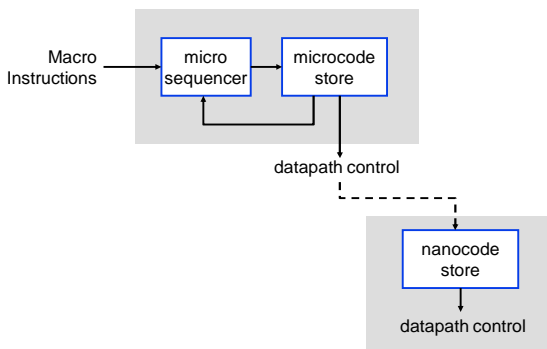 Macro
Instructions
micro
sequencer
microcode
store
datapath control
nanocode
store
datapath control